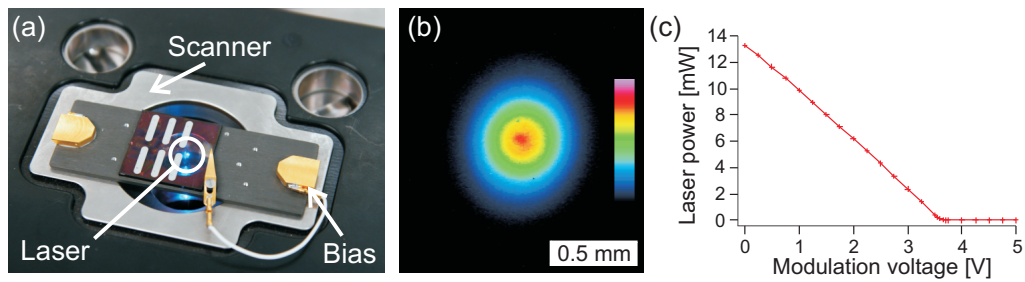 (a)
Scanner
Laser
Bias
(b)
0.5 mm
(c)
Laser power [mW]
14
12
10
8
6
4
2
0
0 1 2 3 4 5
Modulation voltage [V]